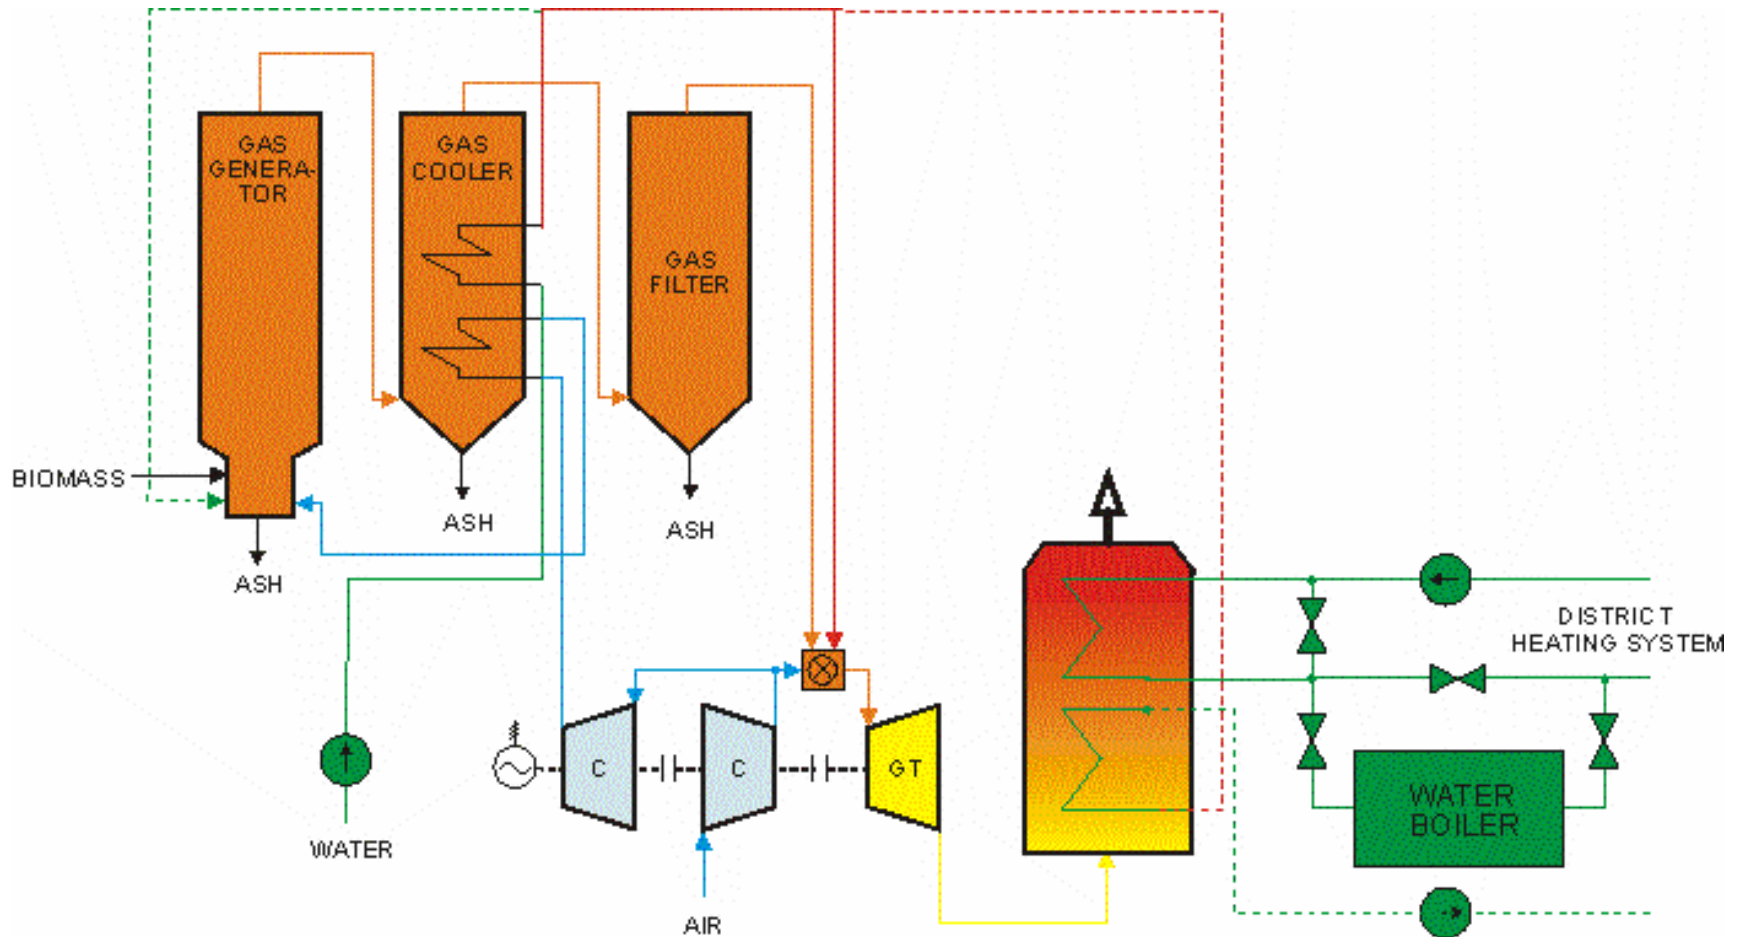 GAS
GENERA-
TOR
GAS
COOLER
GAS
FILTER
BIOMASS
ASH
ASH
ASH
DISTRICT
HEATING SYSTEM
C
C
GT
WATER
BOILER
WATER
AIR